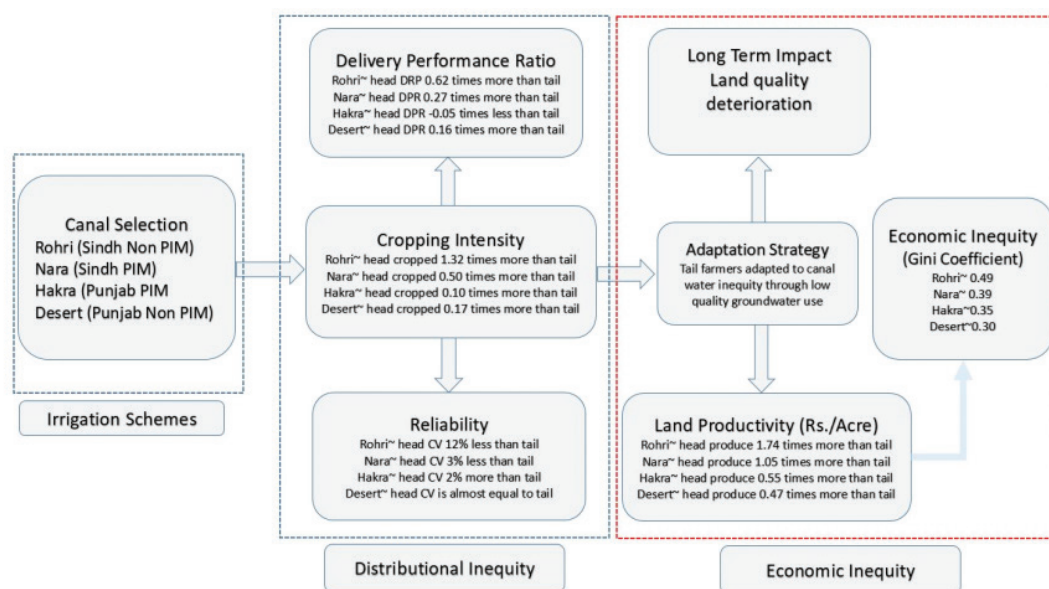 Canal Selection
Rohri (Sindh Non PIM)
Nara (Sindh PIM)
Hakra (Punjab PIM
Desert (Punjab Non PIM)
Irrigation Schemes
Delivery Performance Ratio
Rohri~ head DRP 0.62 times more than tail
Nara~ head DPR 0.27 times more than tail
Hakra~ head DPR -0.05 times less than tail
Desert~ head DPR 0.16 times more than tail
Cropping Intensity
Rohri~ head cropped 1.32 times more than tail
Nara~ head cropped 0.50 times more than tail
Hakra~ head cropped 0.10 times more than tail
Desert~ head cropped 0.17 times more than tail
Reliability
Rohri~ head CV 12% less than tail
Nara~ head CV 3% less than tail
Hakra~ head CV 2% more than tail
Desert~ head CV is almost equal to tail
Distributional Inequity
Long Term Impact
Land quality
deterioration
Adaptation Strategy
Tail farmers adapted to canal
water inequity through low
quality groundwater use
Land Productivity (Rs./Acre)
Rohri~ head produce 1.74 times more than tail
Nara~ head produce 1.05 times more than tail
Hakra~ head produce 0.55 times more than tail
Desert~ head produce 0.47 times more than tail
Economic Inequity
(Gini Coefficient)
Rohri~ 0.49
Nara~ 0.39
Hakra~0.35
Desert~0.30
Economic Inequity